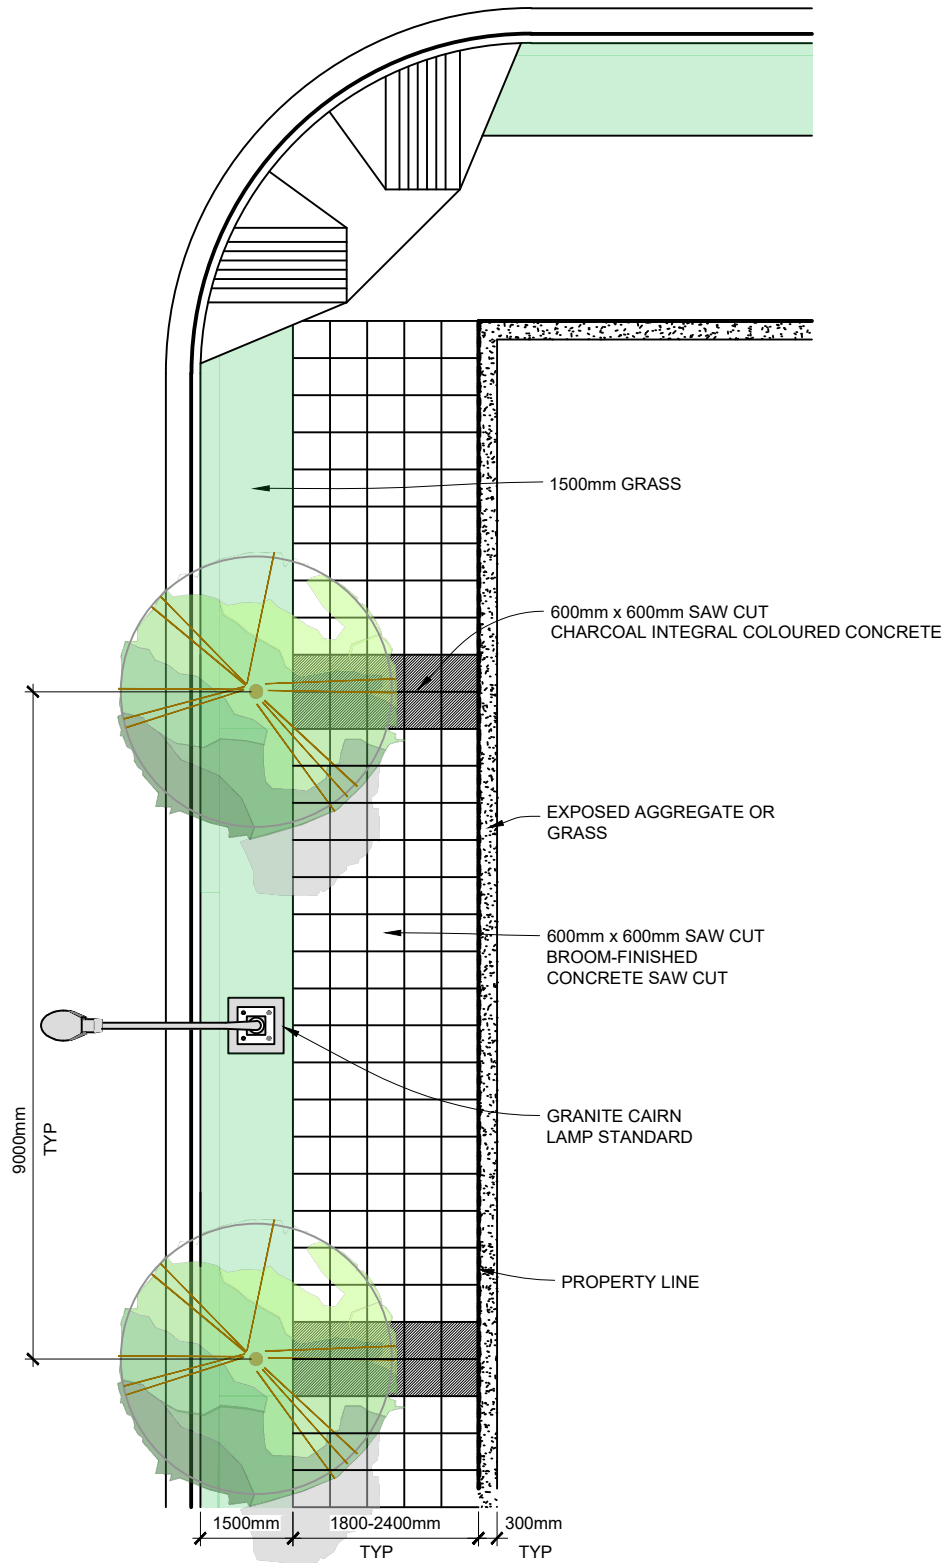 1500mm GRASS
600mm x 600mm SAW CUT
CHARCOAL INTEGRAL COLOURED CONCRETE
EXPOSED AGGREGATE OR
GRASS
600mm x 600mm SAW CUT
BROOM-FINISHED
CONCRETE SAW CUT
GRANITE CAIRN
LAMP STANDARD
9000mm
TYP
PROPERTY LINE
1500mm
1800-2400mm
TYP
300mm
TYP